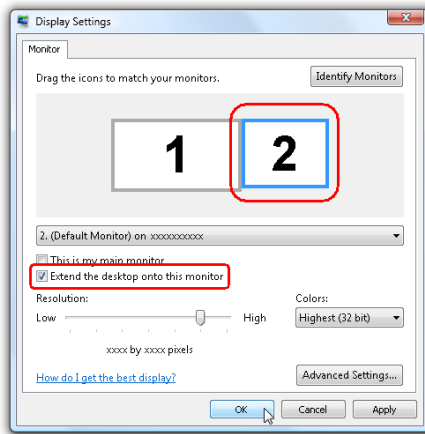 Display Settings
Monitor
Drag the icons to match your monitors.
Identify Monitors
1
2
2. (Default Monitor) on xxxxxxxxxx
This is my main monitor
Extend the desktop onto this monitor
Resolution:
Colors:
Low
High
Highest (32 bit)
xxxx by xxxx pixels
How do I get the best display?
Advanced Settings...
OK
Cancel
Apply